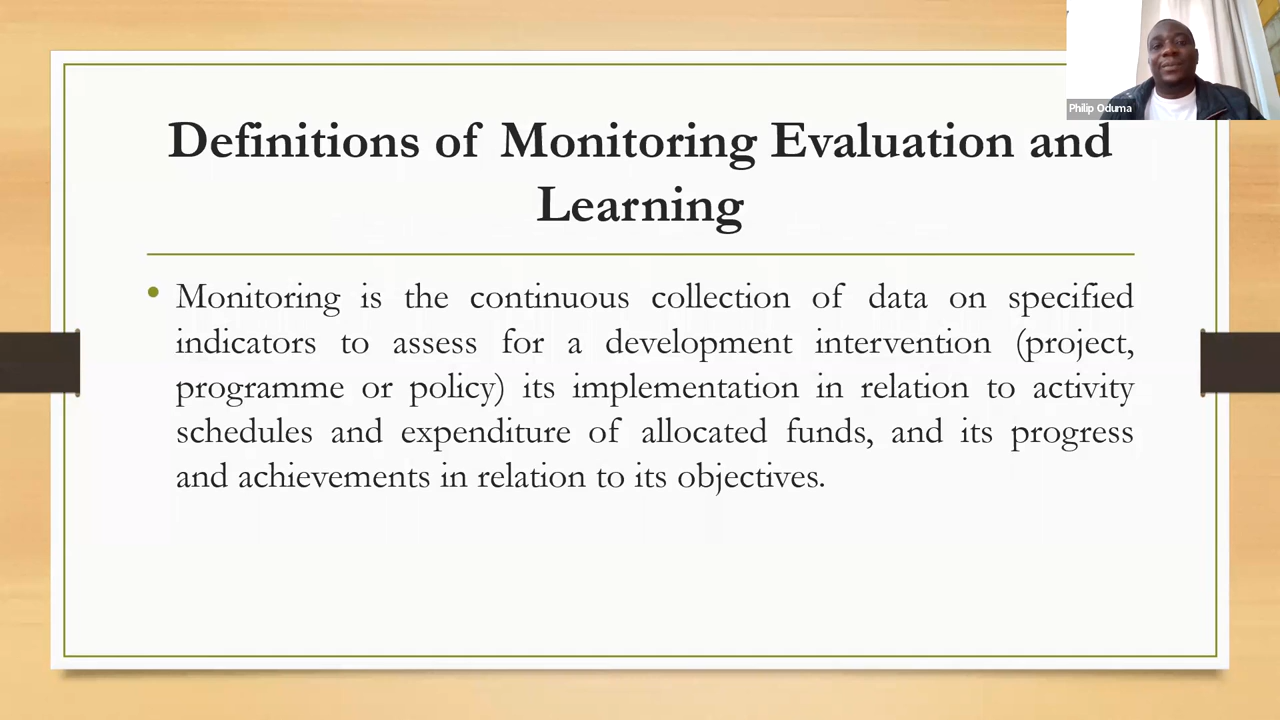 Philip Oduma
Definitions of Monitoring Evaluation and
Learning
• Monitoring is the continuous collection of data on specified
indicators to assess for a development intervention (project,
programme or policy) its implementation in relation to activity
schedules and expenditure of allocated funds, and its progress
and achievements in relation to its objectives.